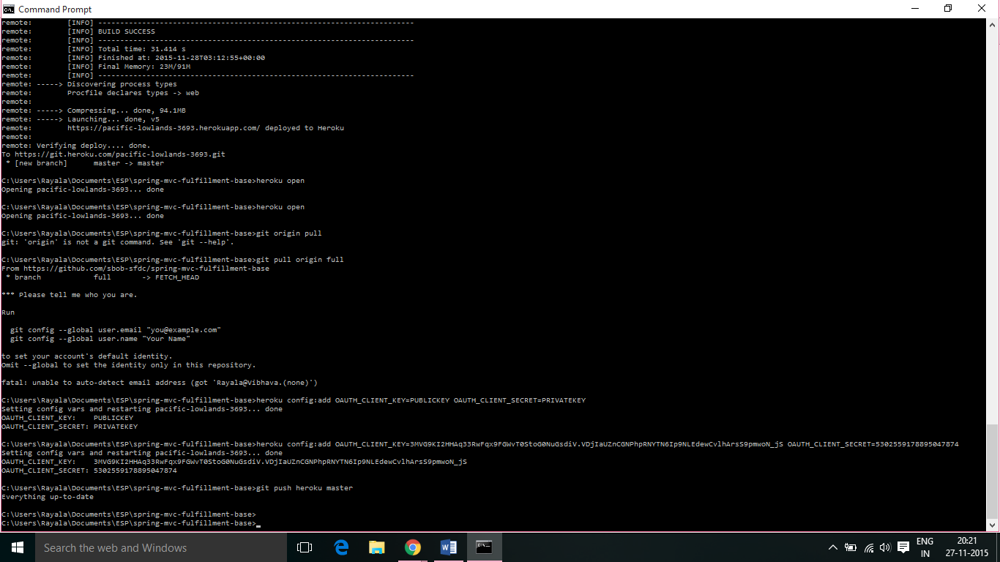 Command Prompt
remote:        [INFO] ------------------------------------------------------------------------
remote:        [INFO] BUILD SUCCESS
remote:        [INFO] ------------------------------------------------------------------------
remote:        [INFO] Total time: 31.414 s
remote:        [INFO] Finished at: 2015-11-28T03:12:55+00:00
remote:        [INFO] Final Memory: 23M/91M
remote:        [INFO] ------------------------------------------------------------------------
remote: -----> Discovering process types
remote:        Procfile declares types -> web
remote:
remote: -----> Compressing... done, 94.1MB
remote: -----> Launching... done, v5
remote:        https://pacific-lowlands-3693.herokuapp.com/ deployed to Heroku
remote:
remote: Verifying deploy.... done.
To https://git.heroku.com/pacific-lowlands-3693.git
 * [new branch]      master -> master
C:\Users\Rayala\Documents\ESP\spring-mvc-fulfillment-base>heroku open
Opening pacific-lowlands-3693... done
C:\Users\Rayala\Documents\ESP\spring-mvc-fulfillment-base>heroku open
Opening pacific-lowlands-3693... done
C:\Users\Rayala\Documents\ESP\spring-mvc-fulfillment-base>git origin pull
git: 'origin' is not a git command. See 'git --help'.
C:\Users\Rayala\Documents\ESP\spring-mvc-fulfillment-base>git pull origin full
From https://github.com/sbob-sfdc/spring-mvc-fulfillment-base
 * branch            full       -> FETCH_HEAD
*** Please tell me who you are.
Run
  git config --global user.email "you@example.com"
  git config --global user.name "Your Name"
to set your account's default identity.
Omit --global to set the identity only in this repository.
fatal: unable to auto-detect email address (got 'Rayala@Vibhava.(none)')
C:\Users\Rayala\Documents\ESP\spring-mvc-fulfillment-base>heroku config:add OAUTH_CLIENT_KEY=PUBLICKEY OAUTH_CLIENT_SECRET=PRIVATEKEY
Setting config vars and restarting pacific-lowlands-3693... done
OAUTH_CLIENT_KEY:    PUBLICKEY
OAUTH_CLIENT_SECRET: PRIVATEKEY
C:\Users\Rayala\Documents\ESP\spring-mvc-fulfillment-base>heroku config:add OAUTH_CLIENT_KEY=3MVG9KI2HHAq33RwFqx9FGWvT0StoG0NuGsdiV.VDjIaUZnCGNPhpRNYTN6Ip9NLEdewCvlhArsS9pmwoN_jS OAUTH_CLIENT_SECRET=5302559178895047874
Setting config vars and restarting pacific-lowlands-3693... done
OAUTH_CLIENT_KEY:    3MVG9KI2HHAq33RwFqx9FGWvT0StoG0NuGsdiV.VDjIaUZnCGNPhpRNYTN6Ip9NLEdewCvlhArsS9pmwoN_jS
OAUTH_CLIENT_SECRET: 5302559178895047874
C:\Users\Rayala\Documents\ESP\spring-mvc-fulfillment-base>git push heroku master
Everything up-to-date
C:\Users\Rayala\Documents\ESP\spring-mvc-fulfillment-base>
C:\Users\Rayala\Documents\ESP\spring-mvc-fulfillment-base>
Search the web and Windows
ENG
IN
20:21
27-11-2015